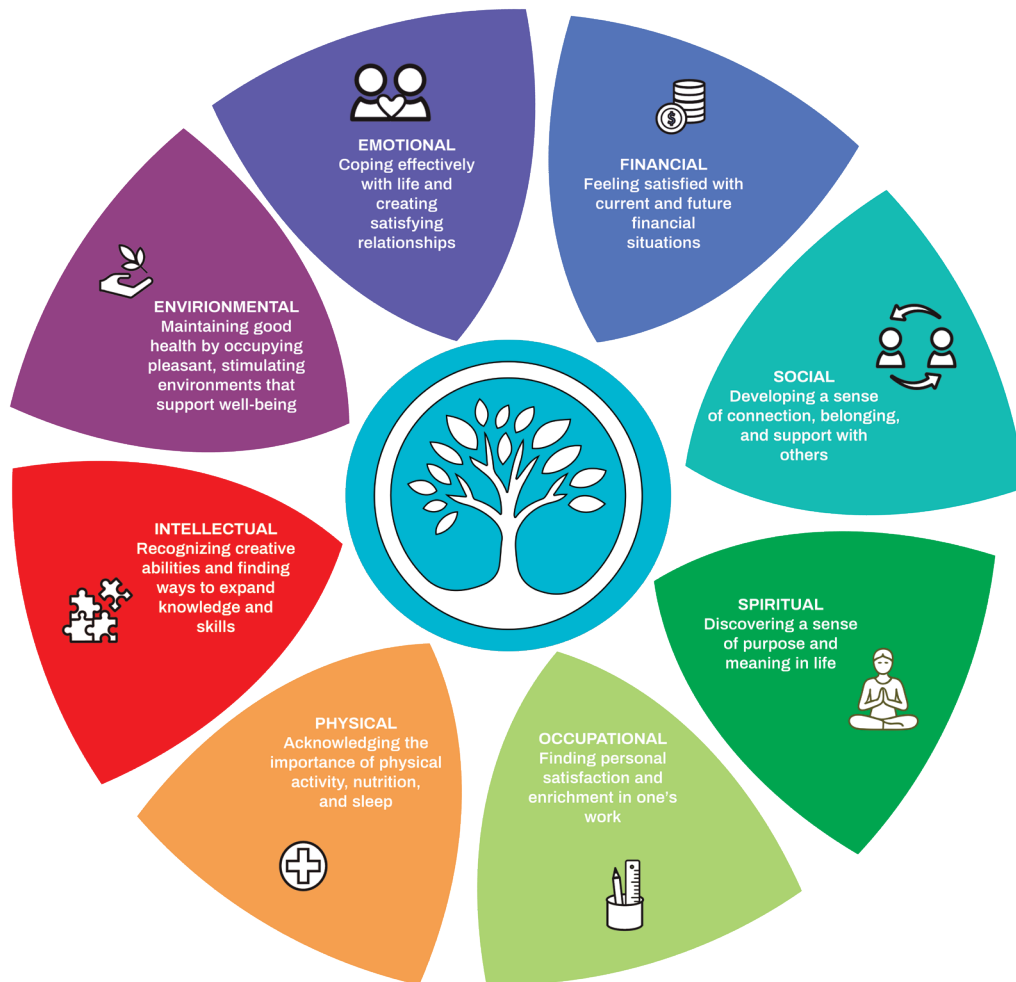 EMOTIONAL
Coping effectively
with life and
creating
satisfying
relationships
FINANCIAL
Feeling satisfied with
current and future
financial
situations
SOCIAL
Developing a sense
of connection, belonging,
and support with
others
SPIRITUAL
Discovering a sense
of purpose and
meaning in life
OCCUPATIONAL
Finding personal
satisfaction and
enrichment in one's
work
PHYSICAL
Acknowledging the
importance of physical
activity, nutrition,
and sleep
INTELLECTUAL
Recognizing creative
abilities and finding
ways to expand
knowledge and
skills
ENVIRIONMENTAL
Maintaining good
health by occupying
pleasant, stimulating
environments that
support well-being
$